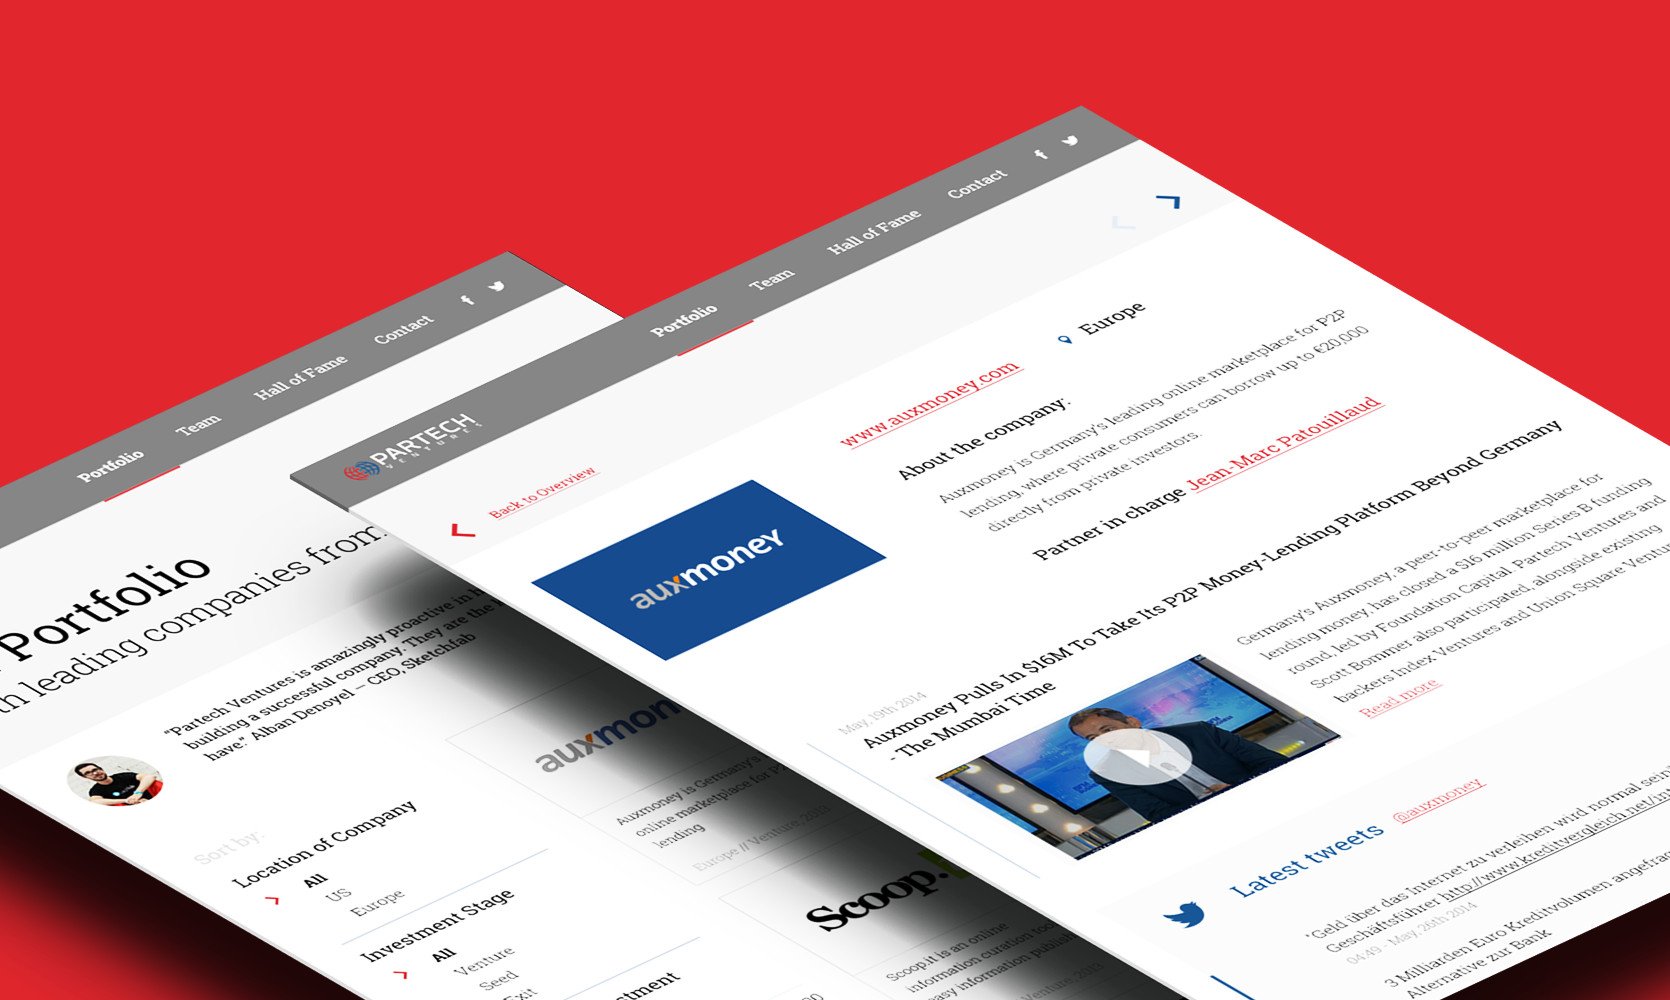 Portfolio
Team
Hall of Fame
Contact
Portfolio
leading companies from
"Partech Ventures is amazingly proactive in
building a successful company. They are the
have." Alban Denoyel – CEO, Sketchfab
Sort by:
Location of Company
All
US
Europe
Investment Stage
All
Venture
Seed
Exit
auxmon
Auxmoney is Germany's
online marketplace for P2
lending
Europe // Venture, 2013
Scoop.
Scoop.it is an online
information curation too
easy information publis
Venture, 2013
PARTECH
VENTURES
Portfolio
Team
Hall of Fame
Contact
Back to Overview
auxmoney
www.auxmoney.com
Europe
About the company:
Auxmoney is Germany's leading online marketplace for P2P
lending, where private consumers can borrow up to €20,000
directly from private investors.
Partner in charge Jean-Marc Patouillaud
May, 19th 2014
Auxmoney Pulls In $16M To Take Its P2P Money-Lending Platform Beyond Germany
- The Mumbai Time
Germany's Auxmoney, a peer-to-peer marketplace for
lending money, has closed a $16 million Series B funding
round, led by Foundation Capital. Partech Ventures and
Scott Bommer also participated, alongside existing
backers Index Ventures and Union Square Ventu
Read more
Latest tweets
@auxmoney
"Geld über das Internet zu verleihen wird normal sein"
Geschäftsführer http://www.kreditvergleich.net/int
04:49 - May, 26th 2014
3 Milliarden Euro Kreditvolumen angefra
Alternative zur Bank